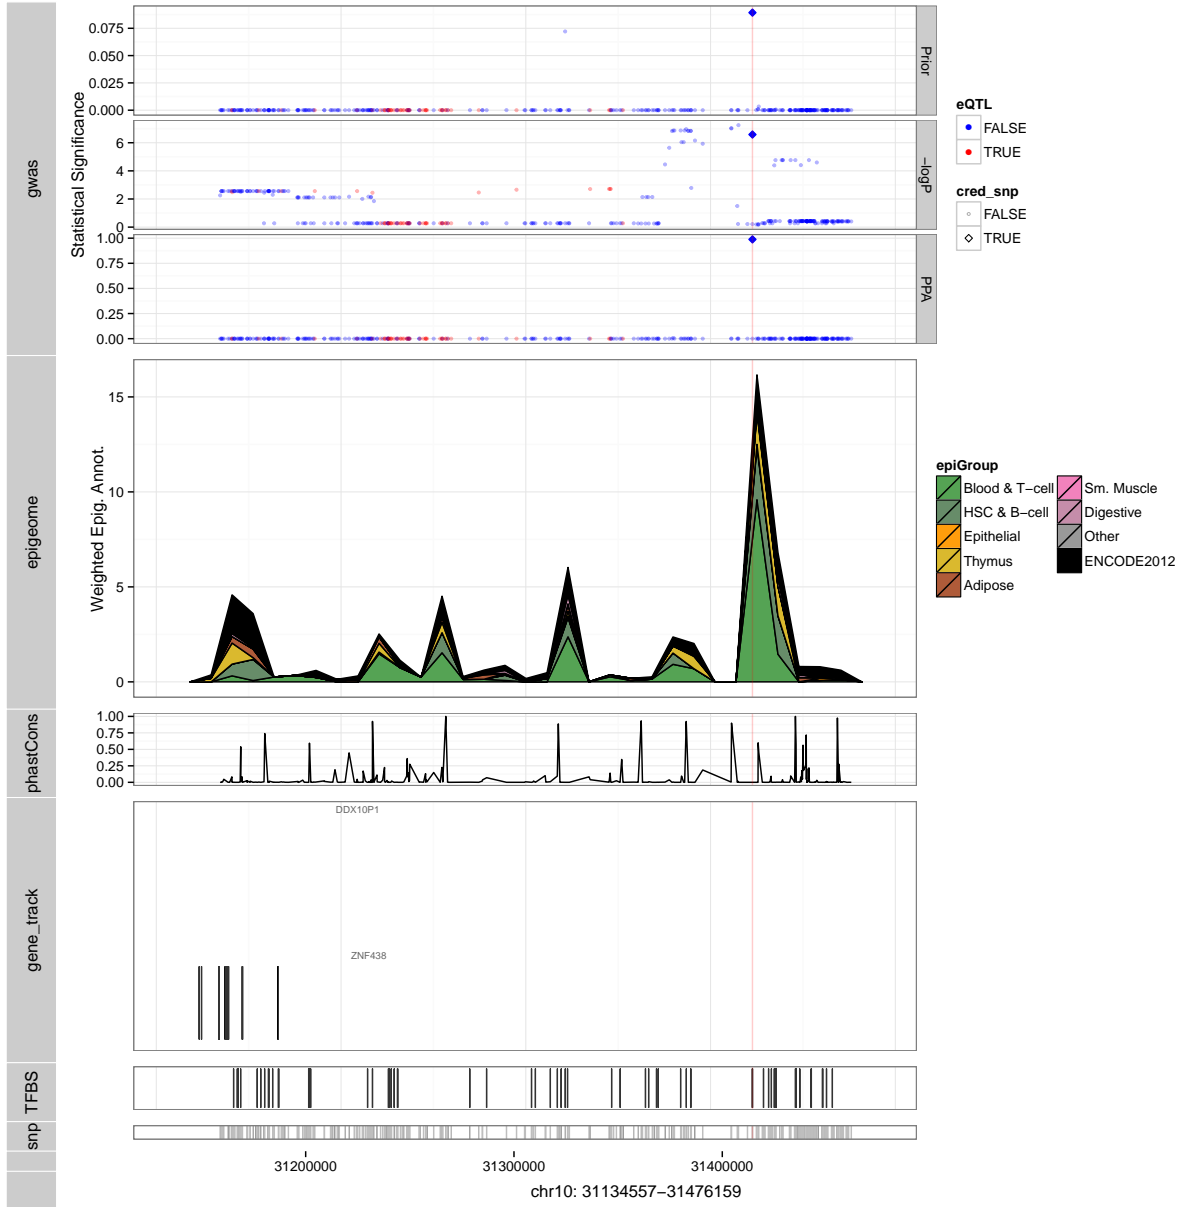 gwas
Statistical Significance
0.075
0.050
0.025
0.000
Prior
6
4
2
0
−logP
1.00
0.75
0.50
0.25
0.00
PPA
eQTL
FALSE
TRUE
cred_snp
FALSE
TRUE
epigeome
Weighted Epig. Annot.
15
10
5
0
epiGroup
Blood & T−cell
HSC & B−cell
Epithelial
Thymus
Adipose
Sm. Muscle
Digestive
Other
ENCODE2012
phastCons
1.00
0.75
0.50
0.25
0.00
gene_track
DDX10P1
ZNF438
TFBS
snp
31200000 31300000 31400000
chr10: 31134557−31476159